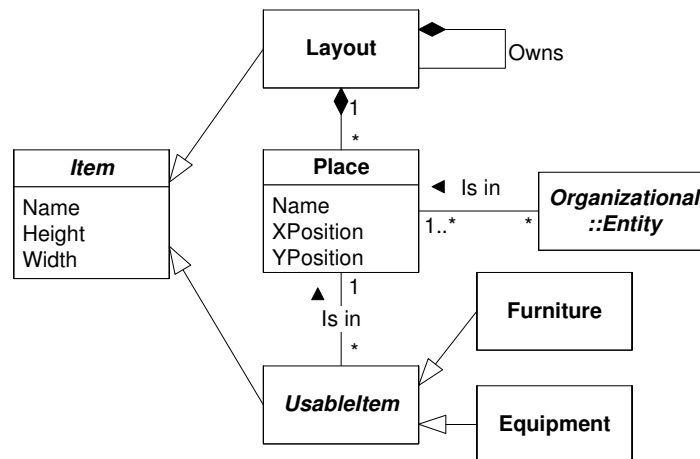 Layout
Owns
1
*
Item
Name
Height
Width
Place
Name
XPosition
YPosition
Is in
1..*
*
Organizational
::Entity
1
Is in
*
Furniture
UsableItem
Equipment